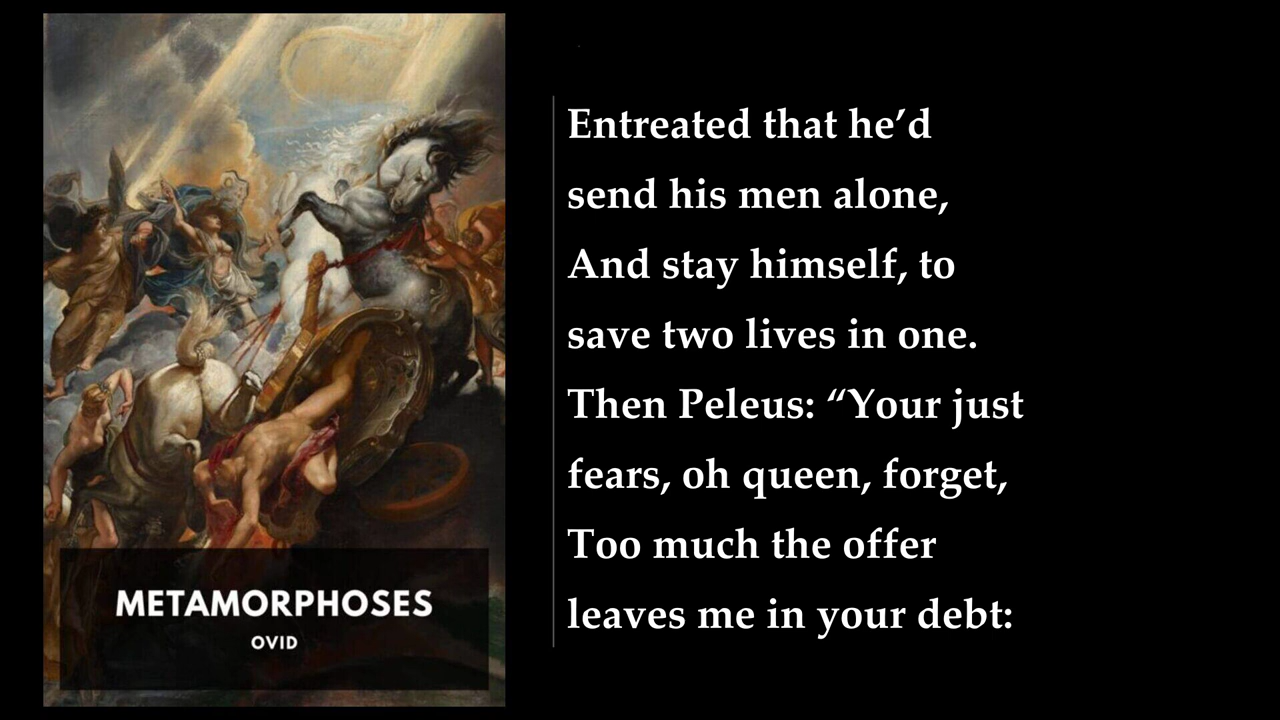 METAMORPHOSES
OVID
Entreated that he’d
send his men alone,
And stay himself, to
save two lives in one.
Then Peleus: “Your just
fears, oh queen, forget,
Too much the offer
leaves me in your debt: